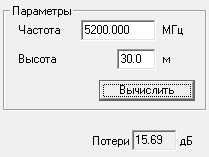 Параметры
Частота 5200.000 МГц
Высота 30.0 м
Вычислить
Потери 15.69 дБ